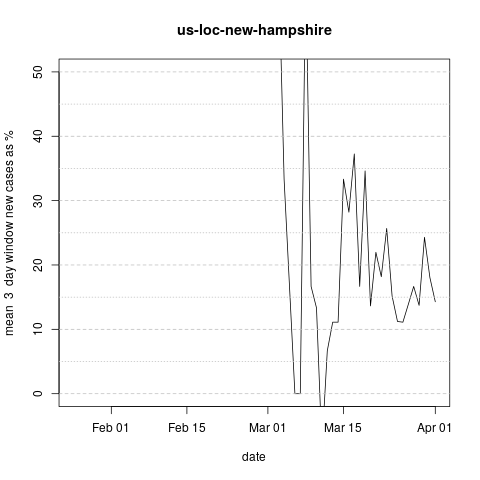 us-loc-new-hampshire
mean 3 day window new cases as %
50
40
30
20
10
0
Feb 01 Feb 15 Mar 01 Mar 15 Apr 01
date